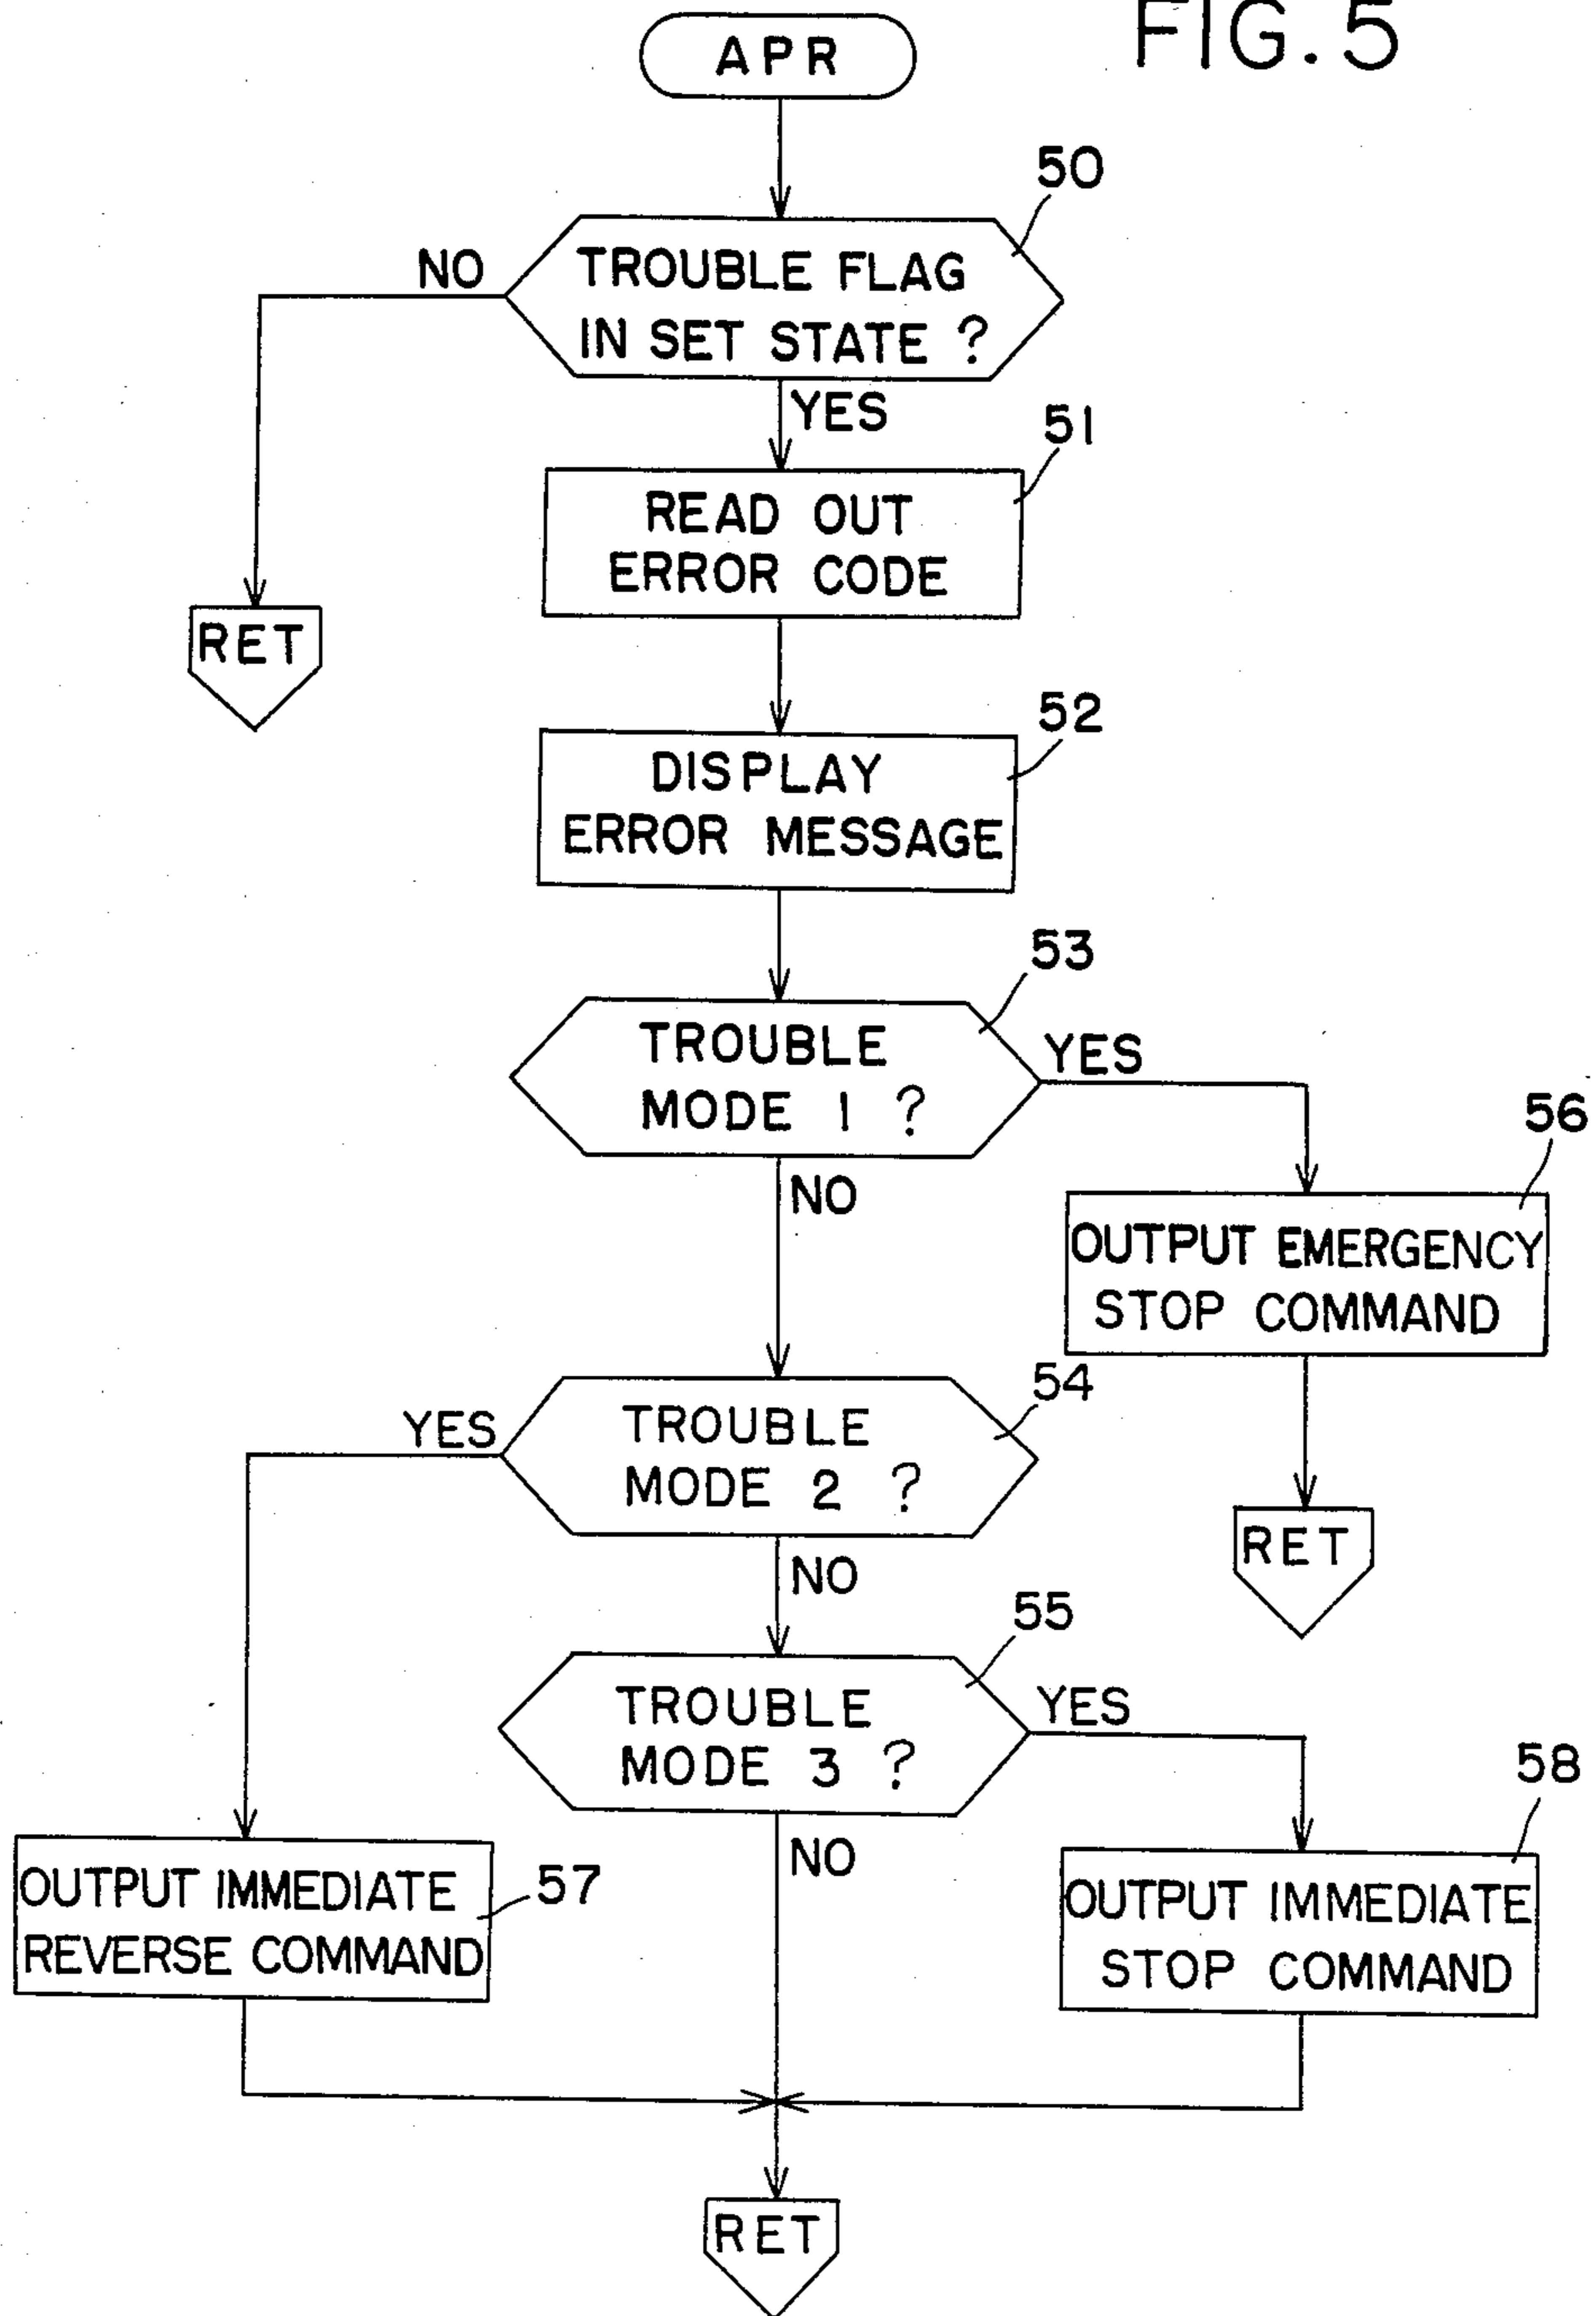 FIG. 5
APR
50
NO
TROUBLE FLAG
IN SET STATE ?
YES
51
READ OUT
ERROR CODE
RET
52
DISPLAY
ERROR MESSAGE
53
TROUBLE
MODE 1 ?
YES
56
NO
OUTPUT EMERGENCY
STOP COMMAND
54
YES
TROUBLE
MODE 2 ?
RET
NO
55
TROUBLE
MODE 3 ?
YES
58
NO
OUTPUT IMMEDIATE
REVERSE COMMAND
57
OUTPUT IMMEDIATE
STOP COMMAND
RET